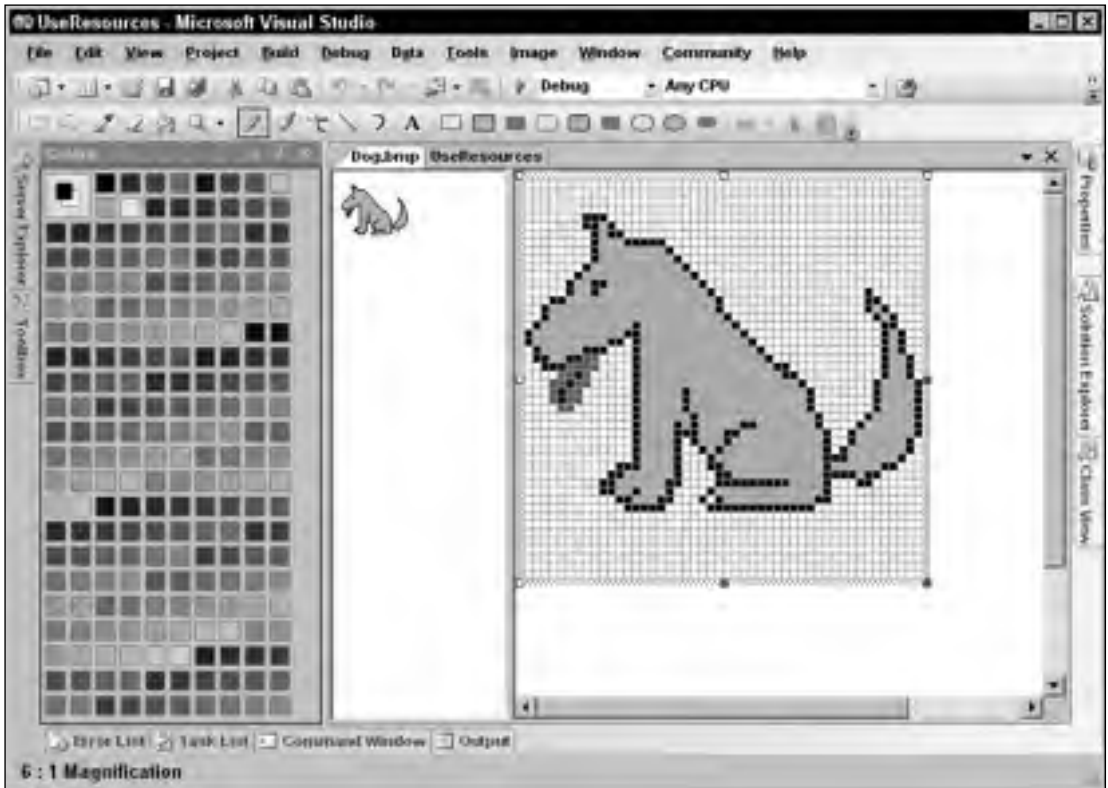 UseResources - Microsoft Visual Studio
File Edit View Project Build Debug Data Tools Image Window Community Help
Debug Any CPU
A
Colors
Dog.bmp UseResources
Server Explorer
Toolbox
Properties
Solution Explorer
Class View
Error List Task List Command Window Output
6 : 1 Magnification